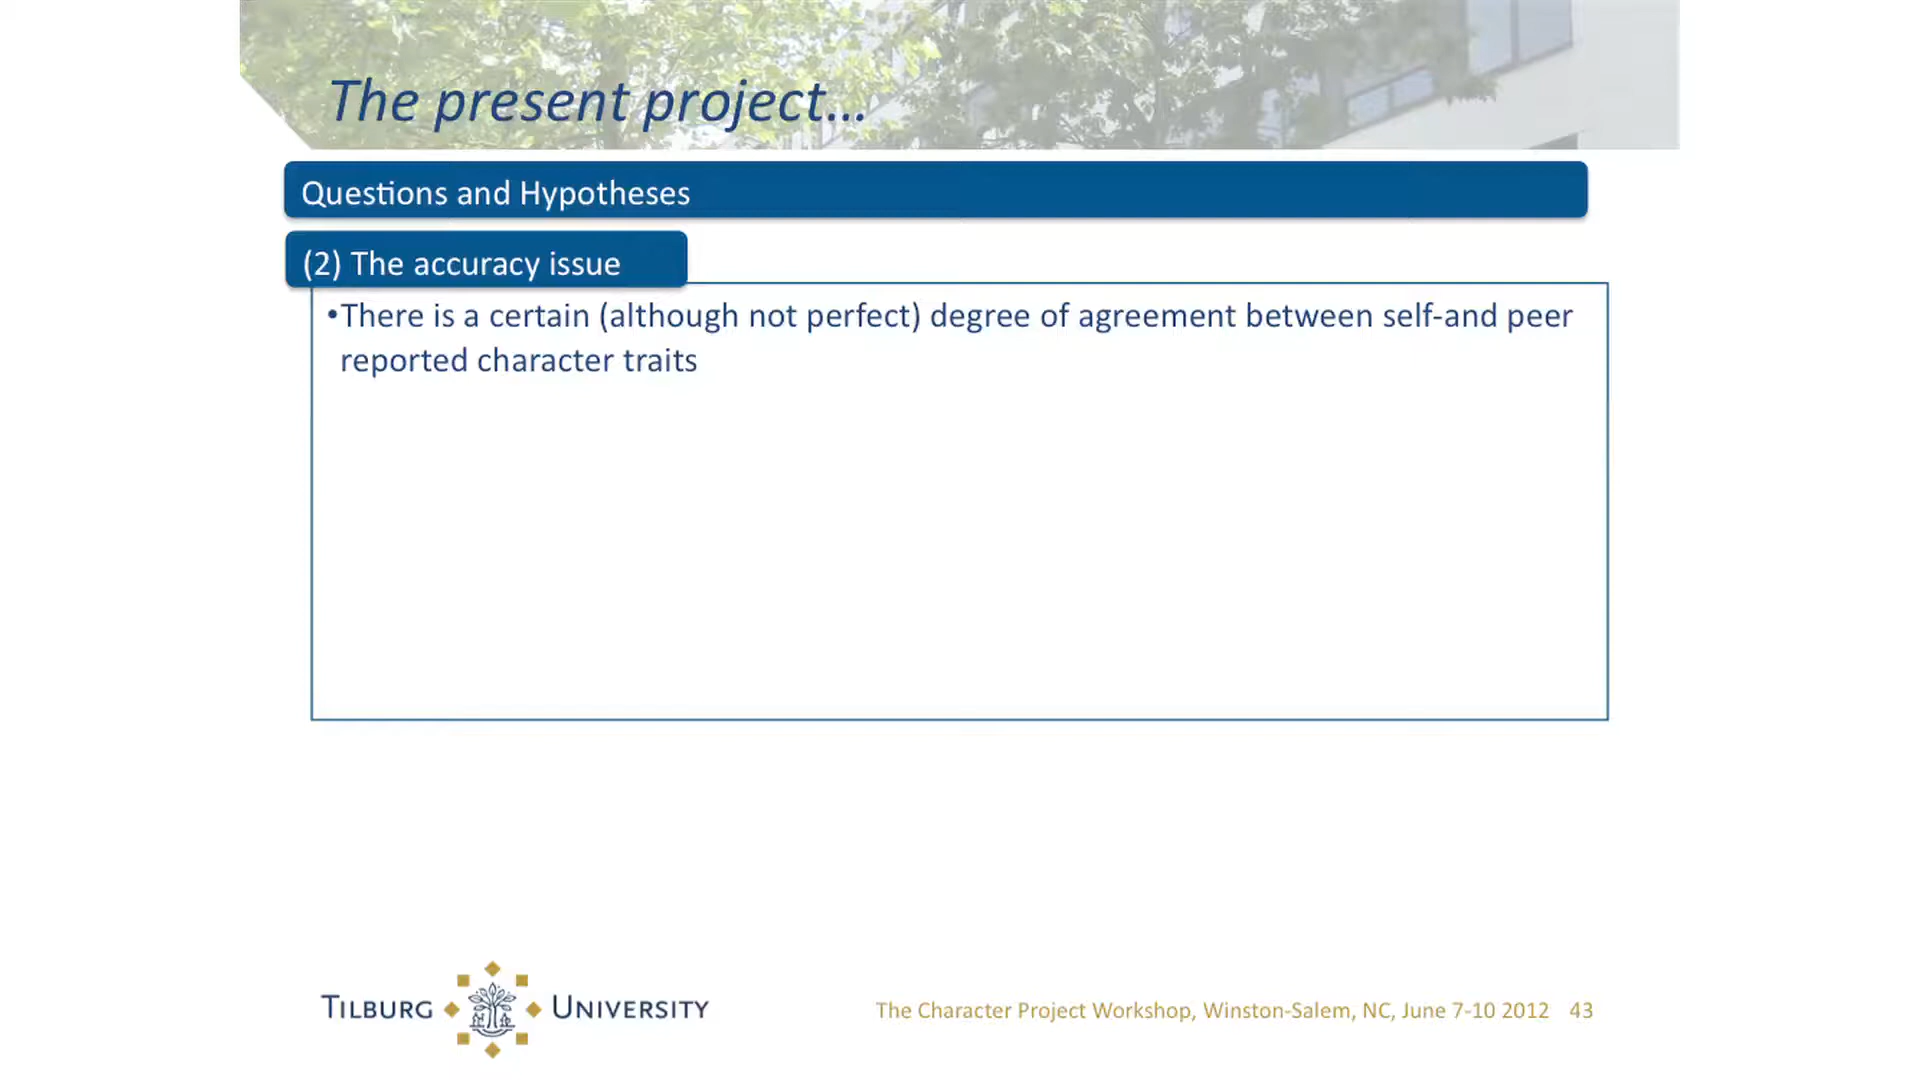 The present project...
Questions and Hypotheses
(2) The accuracy issue
•There is a certain (although not perfect) degree of agreement between self-and peer
reported character traits
TILBURG UNIVERSITY
The Character Project Workshop, Winston-Salem, NC, June 7-10 2012 43